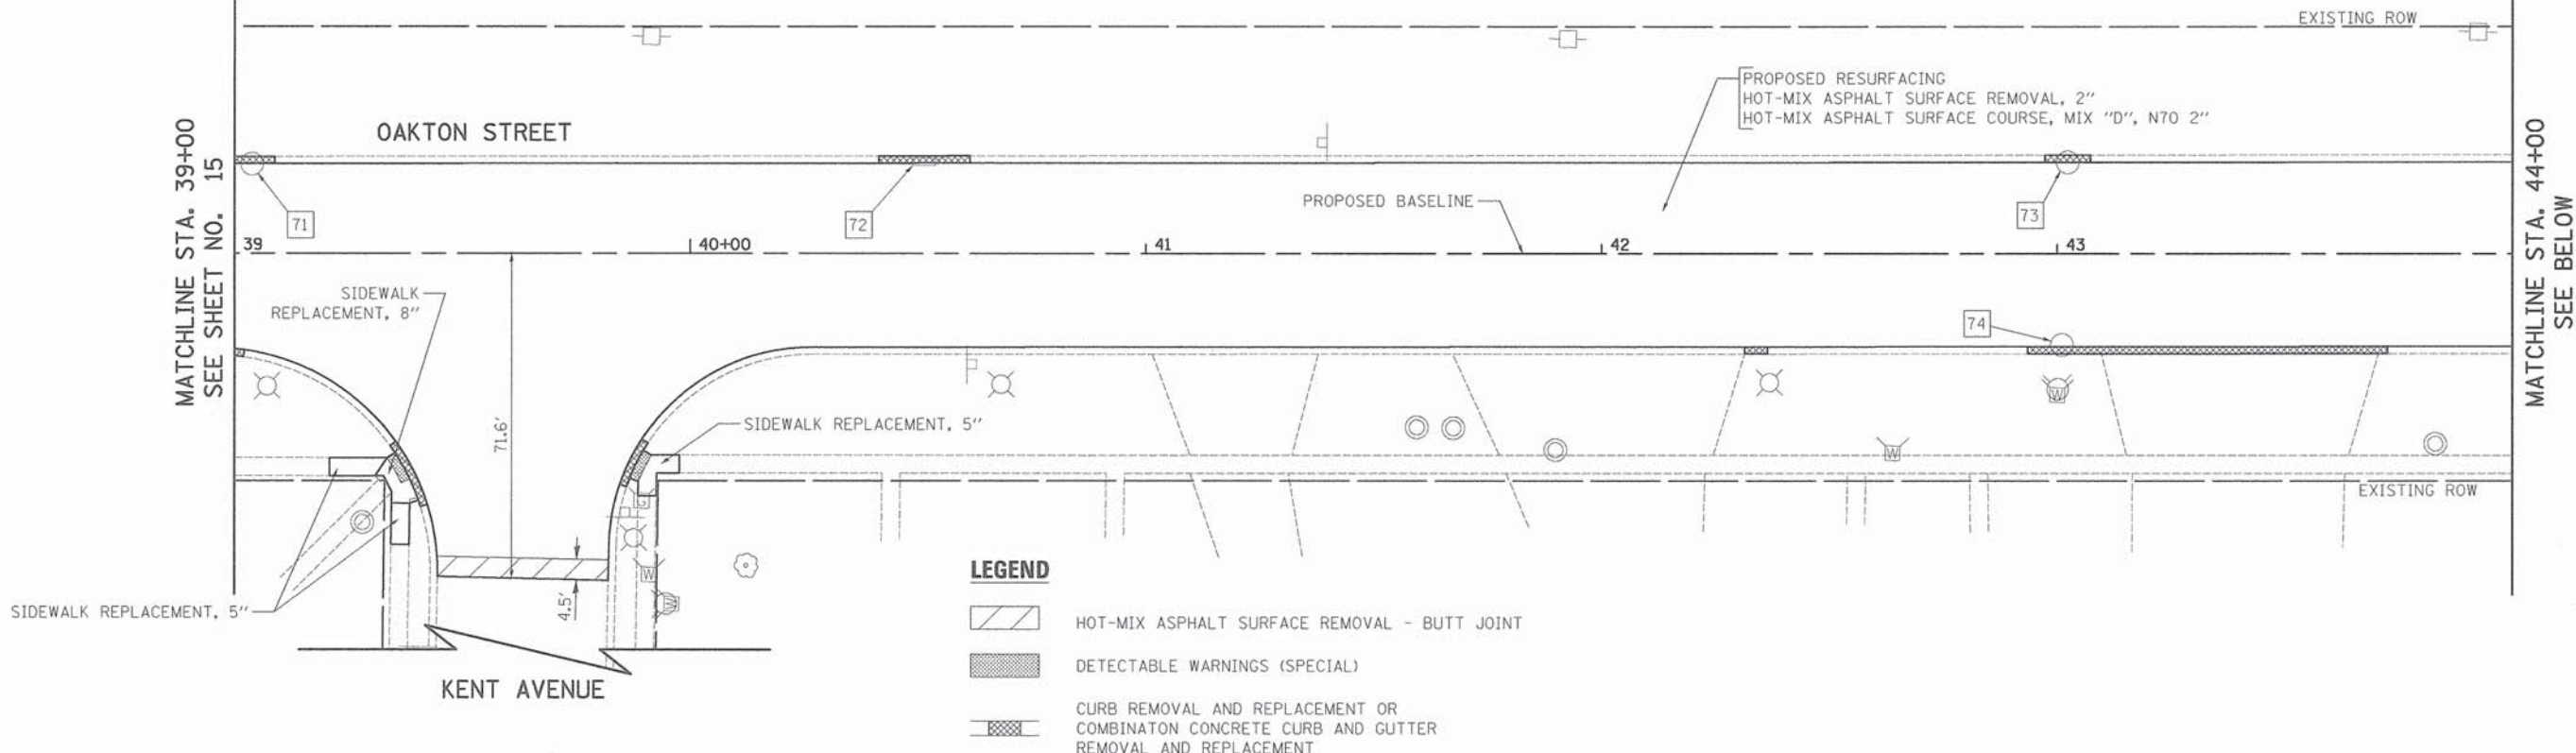 EXISTING ROW
PROPOSED RESURFACING
HOT-MIX ASPHALT SURFACE REMOVAL, 2"
HOT-MIX ASPHALT SURFACE COURSE, MIX "D", N70 2"
OAKTON STREET
MATCHLINE STA. 39+00
SEE SHEET NO. 15
MATCHLINE STA. 44+00
SEE BELOW
71
72
73
PROPOSED BASELINE
39
40+00
41
42
43
SIDEWALK
REPLACEMENT, 8"
74
71.6'
SIDEWALK REPLACEMENT, 5"
W
W
EXISTING ROW
W
W
4.5'
SIDEWALK REPLACEMENT, 5"
KENT AVENUE
LEGEND
HOT-MIX ASPHALT SURFACE REMOVAL - BUTT JOINT
DETECTABLE WARNINGS (SPECIAL)
CURB REMOVAL AND REPLACEMENT OR
COMBINATON CONCRETE CURB AND GUTTER
REMOVAL AND REPLACEMENT